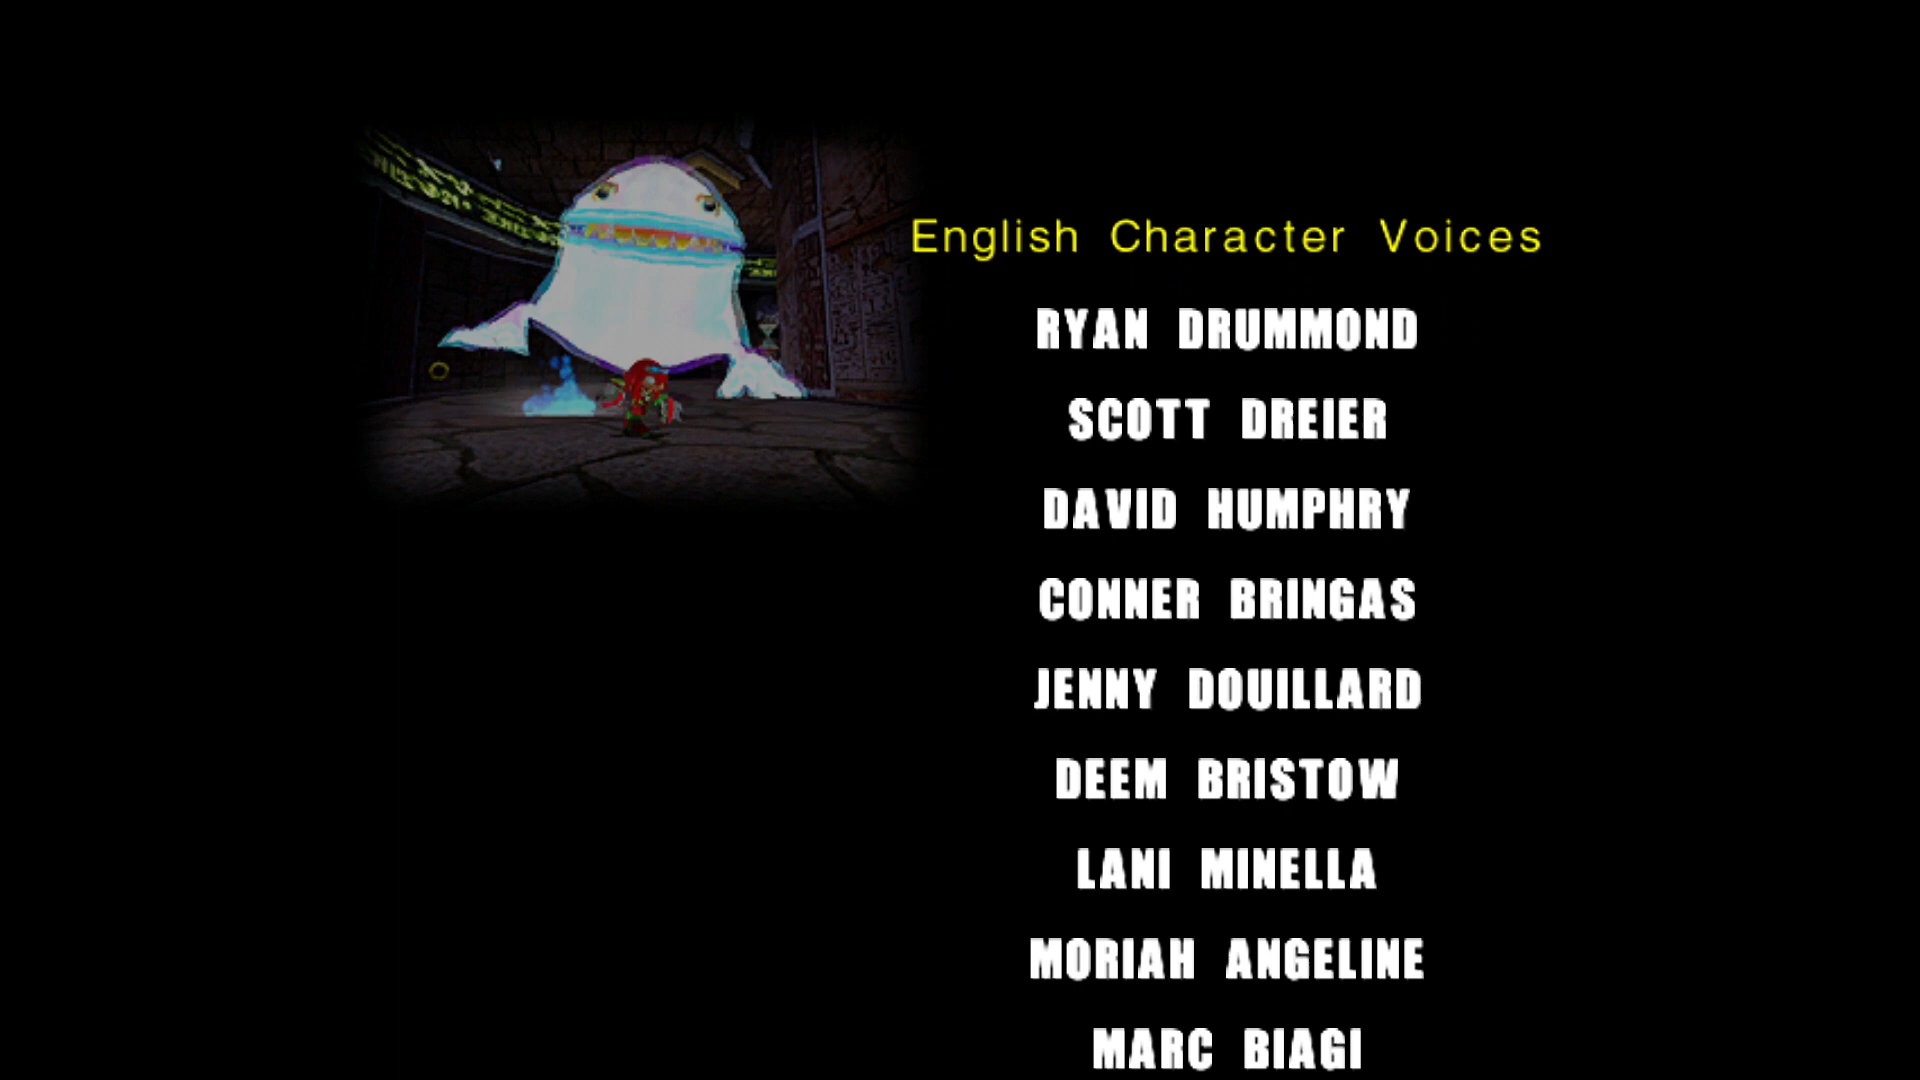 English Character Voices
RYAN DRUMMOND
SCOTT DREIER
DAVID HUMPHRY
CONNER BRINGAS
JENNY DOUILLARD
DEEM BRISTOW
LANI MINELLA
MORIAH ANGELINE
MARC BIAGI